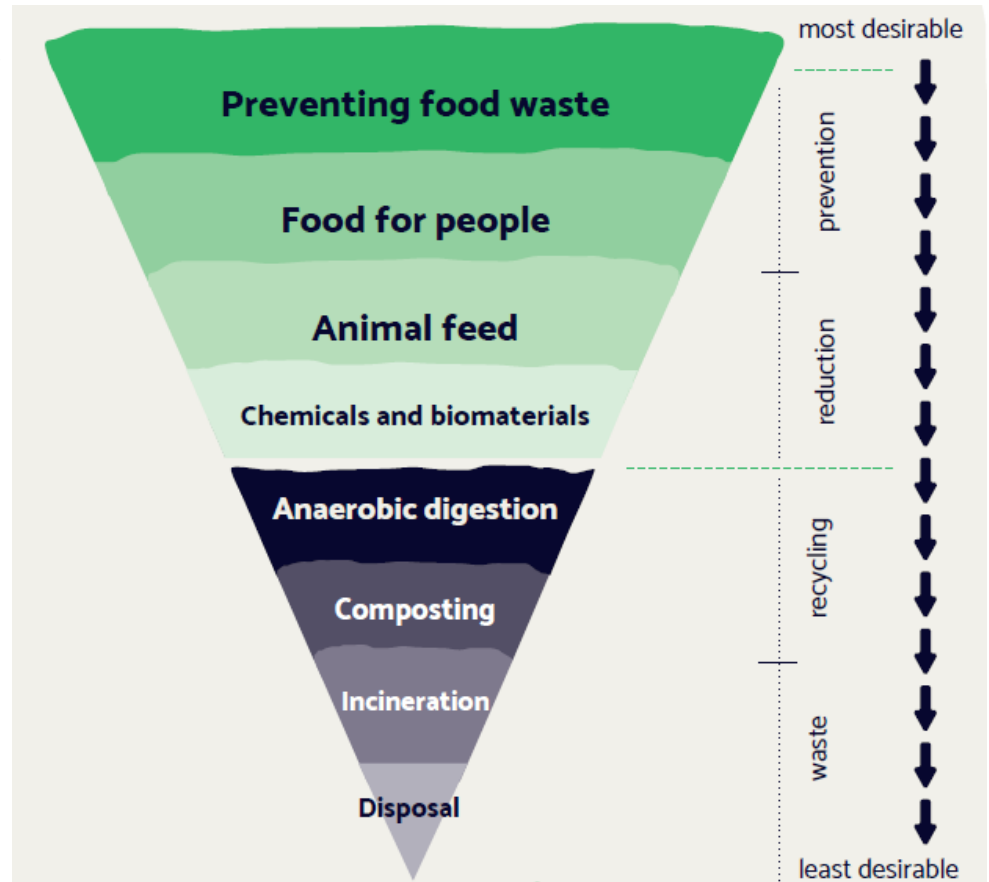 most desirable
Preventing food waste
Food for people
Animal feed
Chemicals and biomaterials
Anaerobic digestion
Composting
Incineration
Disposal
prevention
reduction
recycling
waste
least desirable